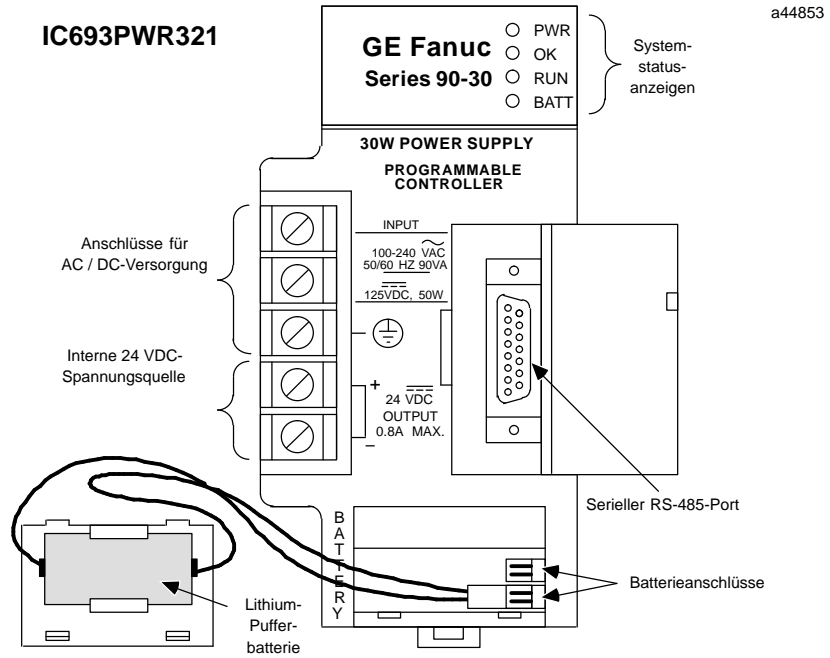 a44853
IC693PWR321
GE Fanuc
Series 90-30
PWR
OK
RUN
BATT
System-
status-
anzeigen
30W POWER SUPPLY
PROGRAMMABLE
CONTROLLER
Anschlüsse für
AC / DC-Versorgung
INPUT
100-240 VAC
50/60 HZ 90VA
125VDC, 50W
Interne 24 VDC-
Spannungsquelle
+
24 VDC
OUTPUT
0.8A MAX.
–
Serieller RS-485-Port
BATTERY
Batterieanschlüsse
Lithium-
Puffer-
batterie